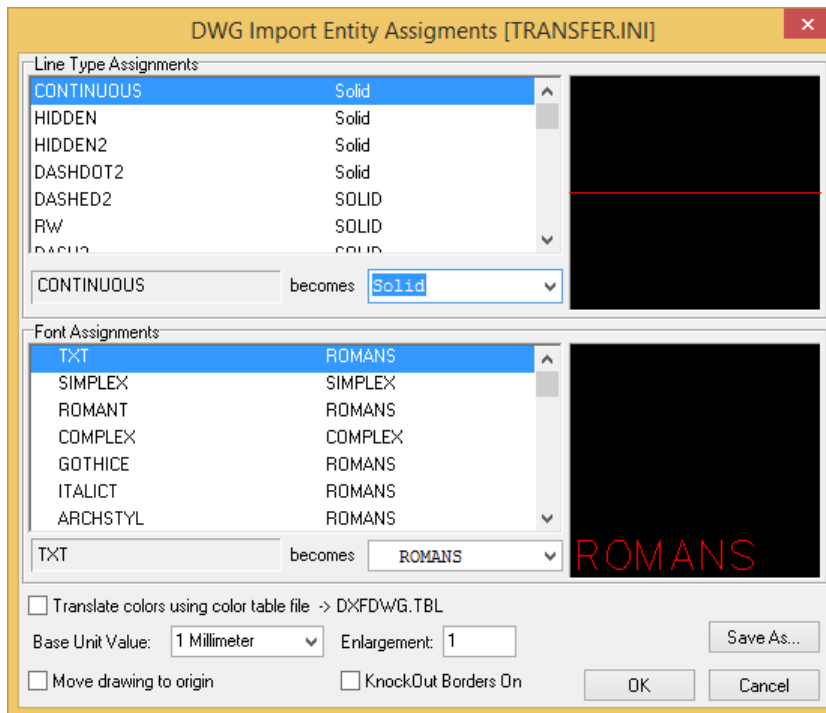 DWG Import Entity Assigments [TRANSFER.INI]
Line Type Assignments
CONTINUOUS Solid
HIDDEN Solid
HIDDEN2 Solid
DASHDOT2 Solid
DASHED2 SOLID
RW SOLID
DASH2 SOLID
CONTINUOUS becomes Solid
Font Assignments
TXT ROMANS
SIMPLEX SIMPLEX
ROMANT ROMANS
COMPLEX COMPLEX
GOTHICE ROMANS
ITALICT ROMANS
ARCHSTYL ROMANS
TXT becomes ROMANS
ROMANS
Translate colors using color table file -> DXFDWG.TBL
Base Unit Value: 1 Millimeter Enlargement: 1 Save As...
Move drawing to origin KnockOut Borders On OK Cancel